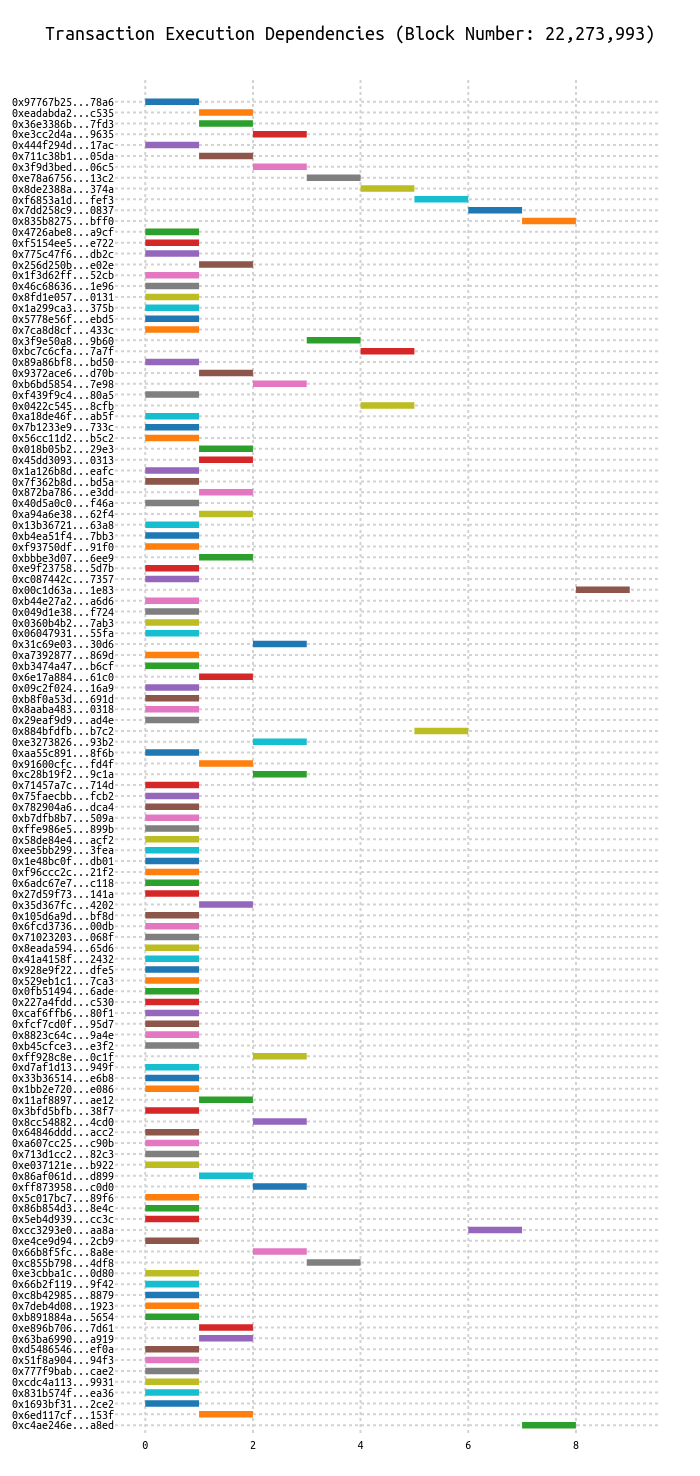 Transaction Execution Dependencies (Block Number: 22,273,993)
0x97767b25...78a6
0xeadabda2...c535
0x36e3386b...7fd3
0xe3cc2d4a...9635
0x444f294d...17ac
0x711c38b1...05da
0x3f9d3bed...06c5
0xe78a6756...13c2
0x8de2388a...374a
0xf6853a1d...fef3
0x7dd258c9...0837
0x835b8275...bff0
0x4726abe8...a9cf
0xf5154ee5...e722
0x775c47f6...db2c
0x256d250b...e02e
0x1f3d62ff...52cb
0x46c68636...1e96
0x8fd1e057...0131
0x1a299ca3...375b
0x5778e56f...ebd5
0x7ca8d8cf...433c
0x3f9e50a8...9b60
0xbc7c6cfa...7a7f
0x89a86bf8...bd50
0x9372ace6...d70b
0xb6bd5854...7e98
0xf439f9c4...80a5
0x0422c545...8cfb
0xa18de46f...ab5f
0x7b1233e9...733c
0x56cc11d2...b5c2
0x018b05b2...29e3
0x45dd3093...0313
0x1a126b8d...eafc
0x7f362b8d...bd5a
0x872ba786...e3dd
0x40d5a0c0...f46a
0xa94a6e38...62f4
0x13b36721...63a8
0xb4ea51f4...7bb3
0xf93750df...91f0
0xbbbe3d07...6ee9
0xe9f23758...5d7b
0xc087442c...7357
0x00c1d63a...1e83
0xb44e27a2...a6d6
0x049d1e38...f724
0x0360b4b2...7ab3
0x06047931...55fa
0x31c69e03...30d6
0xa7392877...869d
0xb3474a47...b6cf
0x6e17a884...61c0
0x09c2f024...16a9
0xb8f0a53d...691d
0x8aaba483...0318
0x29eaf9d9...ad4e
0x884bfdfb...b7c2
0xe3273826...93b2
0xaa55c891...8f6b
0x91600cfc...fd4f
0xc28b19f2...9c1a
0x71457a7c...714d
0x75faecbb...fcb2
0x782904a6...dca4
0xb7dfb8b7...509a
0xffe986e5...899b
0x58de84e4...acf2
0xee5bb299...3fea
0x1e48bc0f...db01
0xf96ccc2c...21f2
0x6adc67e7...c118
0x27d59f73...141a
0x35d367fc...4202
0x105d6a9d...bf8d
0x6fcd3736...00db
0x71023203...068f
0x8eada594...65d6
0x41a4158f...2432
0x928e9f22...dfe5
0x529eb1c1...7ca3
0x0fb51494...6ade
0x227a4fdd...c530
0xcaf6ffb6...80f1
0xfcf7cd0f...95d7
0x8823c64c...9a4e
0xb45cfce3...e3f2
0xff928c8e...0c1f
0xd7af1d13...949f
0x33b36514...e6b8
0x1bb2e720...e086
0x11af8897...ae12
0x3bfd5bfb...38f7
0x8cc54882...4cd0
0x64846ddd...acc2
0xa607cc25...c90b
0x713d1cc2...82c3
0xe037121e...b922
0x86af061d...d899
0xff873958...c0d0
0x5c017bc7...89f6
0x86b854d3...8e4c
0x5eb4d939...cc3c
0xcc3293e0...aa8a
0xe4ce9d94...2cb9
0x66b8f5fc...8a8e
0xc855b798...4df8
0xe3cbba1c...0d80
0x66b2f119...9f42
0xc8b42985...8879
0x7deb4d08...1923
0xb891884a...5654
0xe896b706...7d61
0x63ba6990...a919
0xd5486546...ef0a
0x51f8a904...94f3
0x777f9bab...cae2
0xcdc4a113...9931
0x831b574f...ea36
0x1693bf31...2ce2
0x6ed117cf...153f
0xc4ae246e...a8ed
0 2 4 6 8